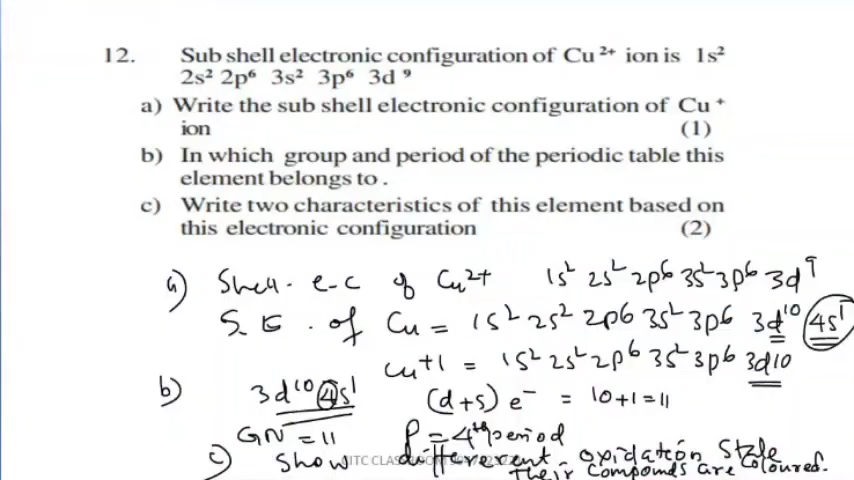 12. Sub shell electronic configuration of Cu ²⁺ ion is 1s²
2s² 2p⁶ 3s² 3p⁶ 3d ⁹
a) Write the sub shell electronic configuration of Cu ⁺
ion (1)
b) In which group and period of the periodic table this
element belongs to .
c) Write two characteristics of this element based on
this electronic configuration (2)
a) Shell. e-c of Cu²⁺ 1s² 2s² 2p⁶ 3s² 3p⁶ 3d⁹
S. E. of Cu = 1s² 2s² 2p⁶ 3s² 3p⁶ 3d¹⁰ 4s¹
Cu⁺¹ = 1s² 2s² 2p⁶ 3s² 3p⁶ 3d10
b) 3d¹⁰ 4s¹ (d+s) e⁻ = 10+1=11
GN = 11 P = 4ᵗʰ period
c) Show different oxidation State
Their compounds are coloured.